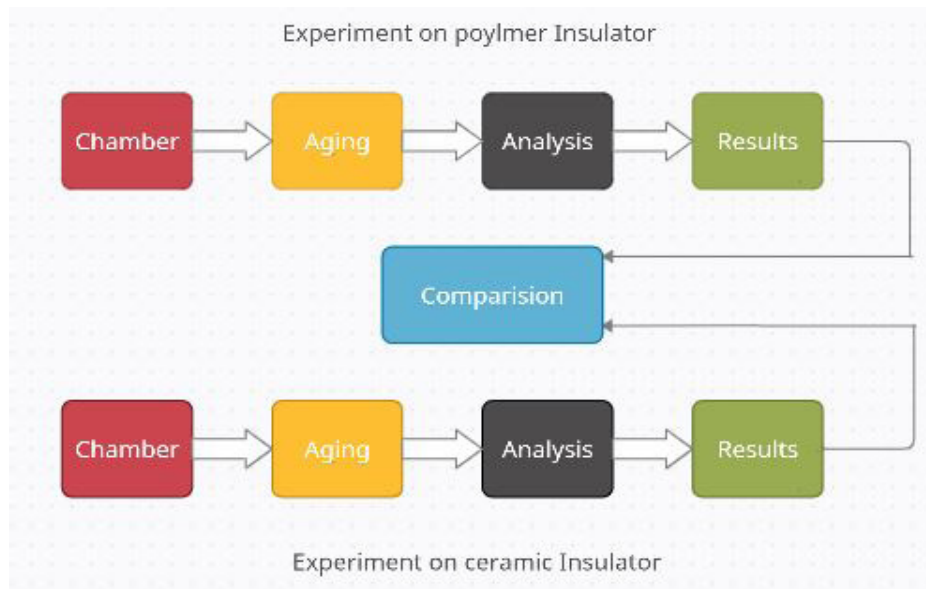 Experiment on poylmer Insulator
Chamber
Aging
Analysis
Results
Comparision
Chamber
Aging
Analysis
Results
Experiment on ceramic Insulator